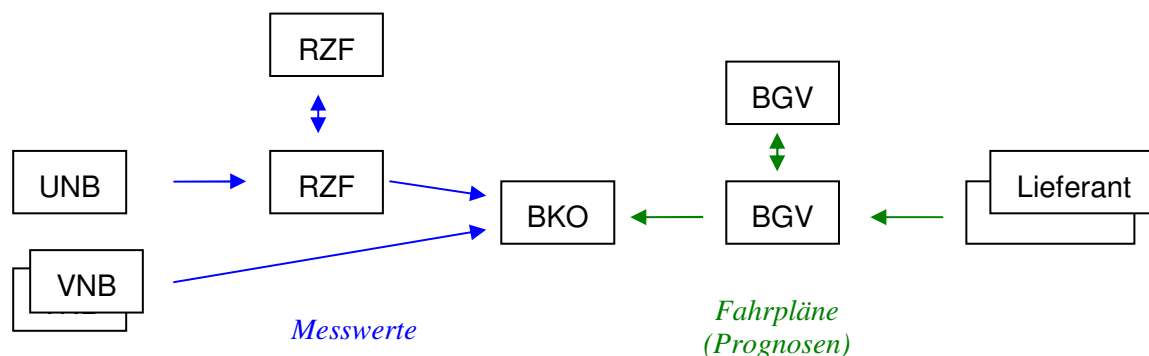 RZF
BGV
UNB
RZF
BKO
BGV
Lieferant
VNB
Messwerte
Fahrpläne
(Prognosen)